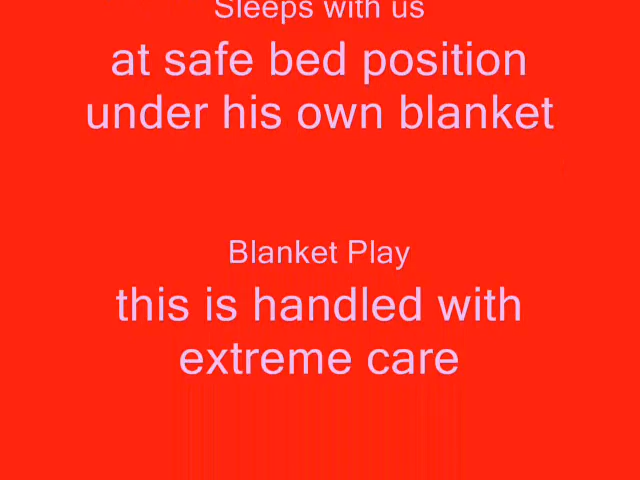 Sleeps with us
at safe bed position
under his own blanket
Blanket Play
this is handled with
extreme care